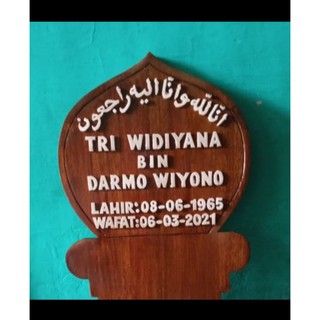 انا لله وانا اليه راجعون
TRI WIDIYANA
BIN
DARMO WIYONO
LAHIR:08-06-1965
WAFAT:06-03-2021